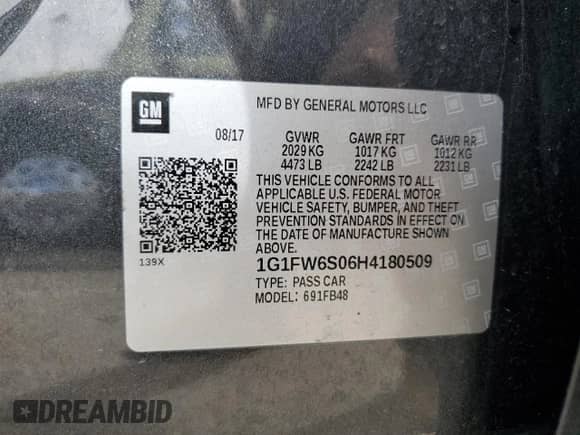 GM
MFD BY GENERAL MOTORS LLC
08/17 GVWR GAWR FRT GAWR RR
2029 KG 1017 KG 1012 KG
4473 LB 2242 LB 2231 LB
THIS VEHICLE CONFORMS TO ALL
APPLICABLE U.S. FEDERAL MOTOR
VEHICLE SAFETY, BUMPER, AND THEFT
PREVENTION STANDARDS IN EFFECT ON
THE DATE OF MANUFACTURE SHOWN
ABOVE.
139X
1G1FW6S06H4180509
TYPE: PASS CAR
MODEL: 691FB48
DREAMBID